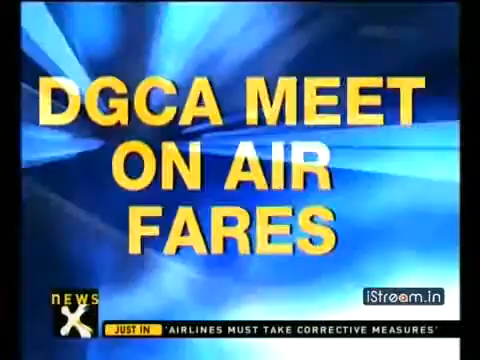 DGCA MEET
ON AIR
FARES
news
X
iStream.in
JUST IN 'AIRLINES MUST TAKE CORRECTIVE MEASURES'